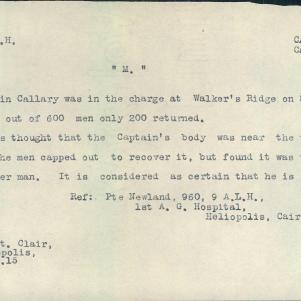 .H.
CA
" M. "
in Callary was in the charge at Walker's Ridge on
out of 600 men only 200 returned.
s thought that the Captain's body was near the
he men capped out to recover it, but found it was
er man. It is considered as certain that he is
Ref: Pte Newland, 960, 9 A.L.H.,
1st A. G. Hospital,
Heliopolis, Cair
t. Clair,
opolis,
.15